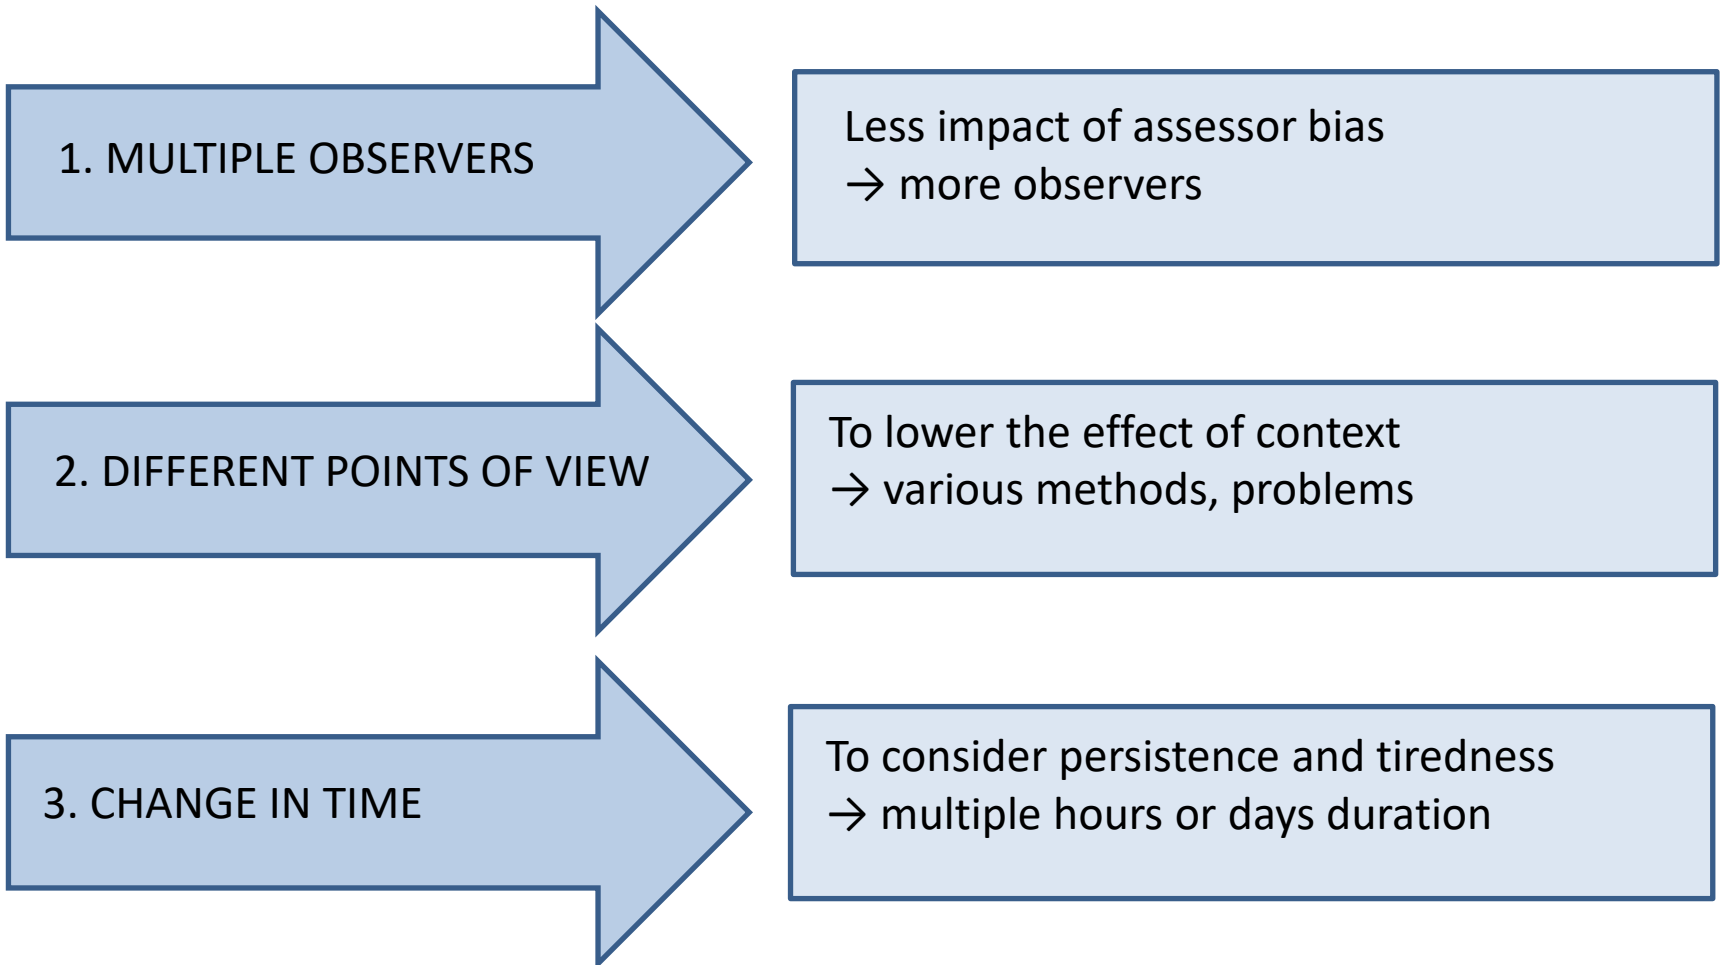 1. MULTIPLE OBSERVERS
Less impact of assessor bias
→ more observers
2. DIFFERENT POINTS OF VIEW
To lower the effect of context
→ various methods, problems
3. CHANGE IN TIME
To consider persistence and tiredness
→ multiple hours or days duration